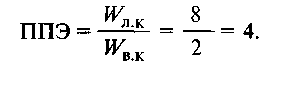 ППЭ = Wл.к / Wв.к = 8 / 2 = 4.